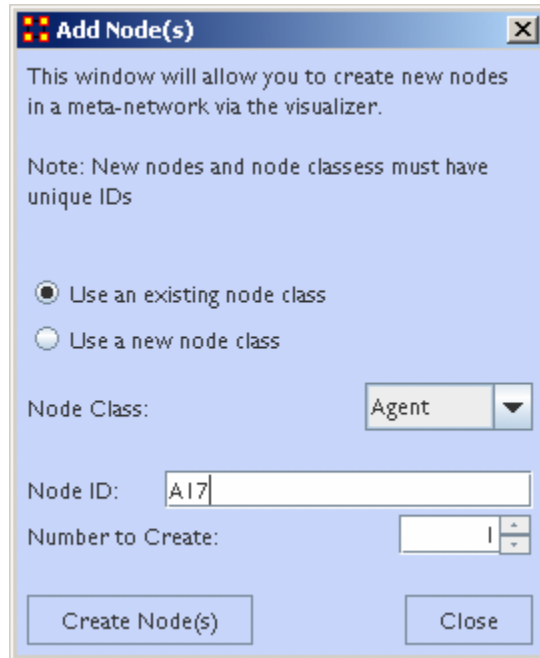 Add Node(s)
This window will allow you to create new nodes
in a meta-network via the visualizer.
Note: New nodes and node classess must have
unique IDs
Use an existing node class
Use a new node class
Node Class: Agent
Node ID: A17
Number to Create: 1
Create Node(s) Close